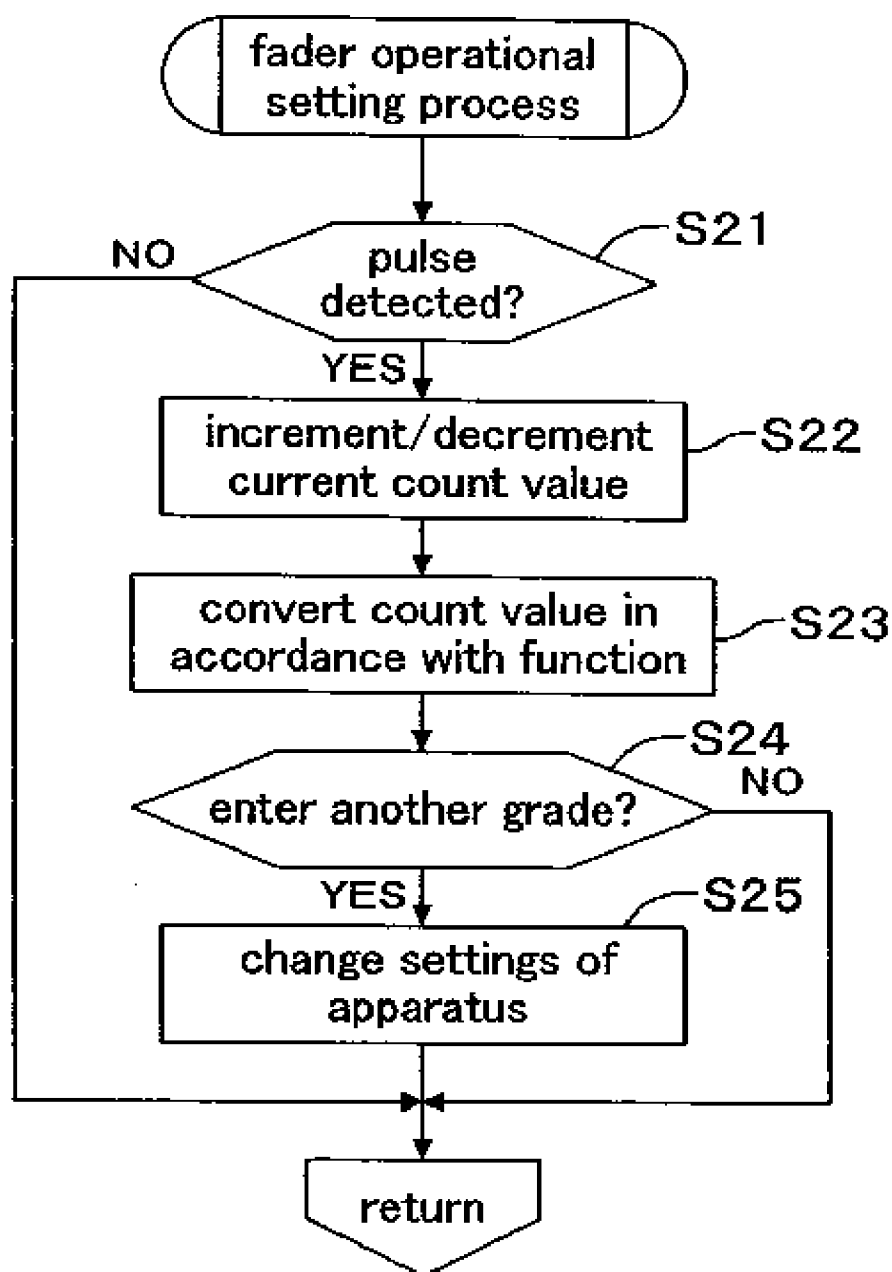 fader operational
setting process
S21
NO
pulse
detected?
YES
increment/decrement
current count value
S22
convert count value in
accordance with function
S23
S24
enter another grade?
NO
YES
S25
change settings of
apparatus
return